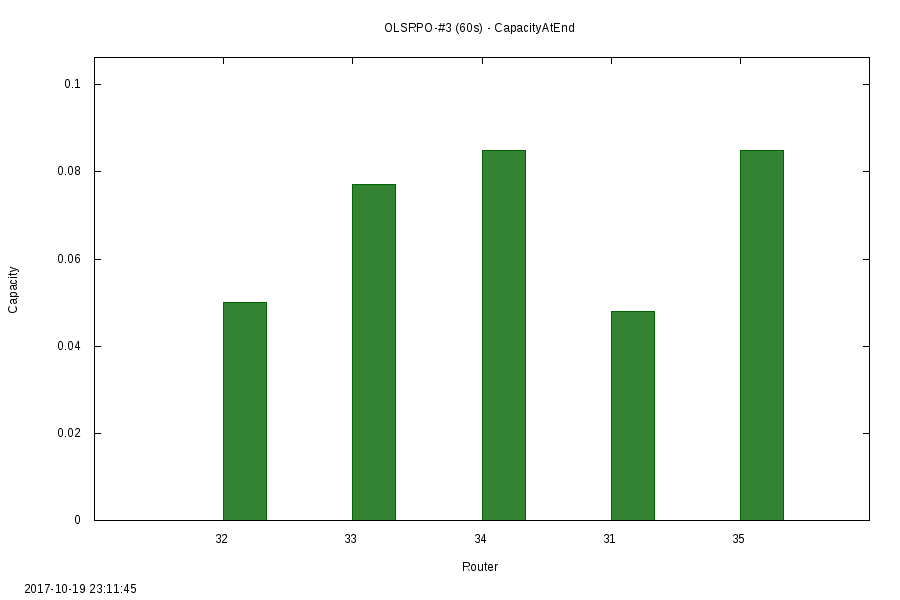 OLSRPO-#3 (60s) - CapacityAtEnd
0.1
0.08
0.06
0.04
0.02
0
Capacity
32 33 34 31 35
Router
2017-10-19 23:11:45